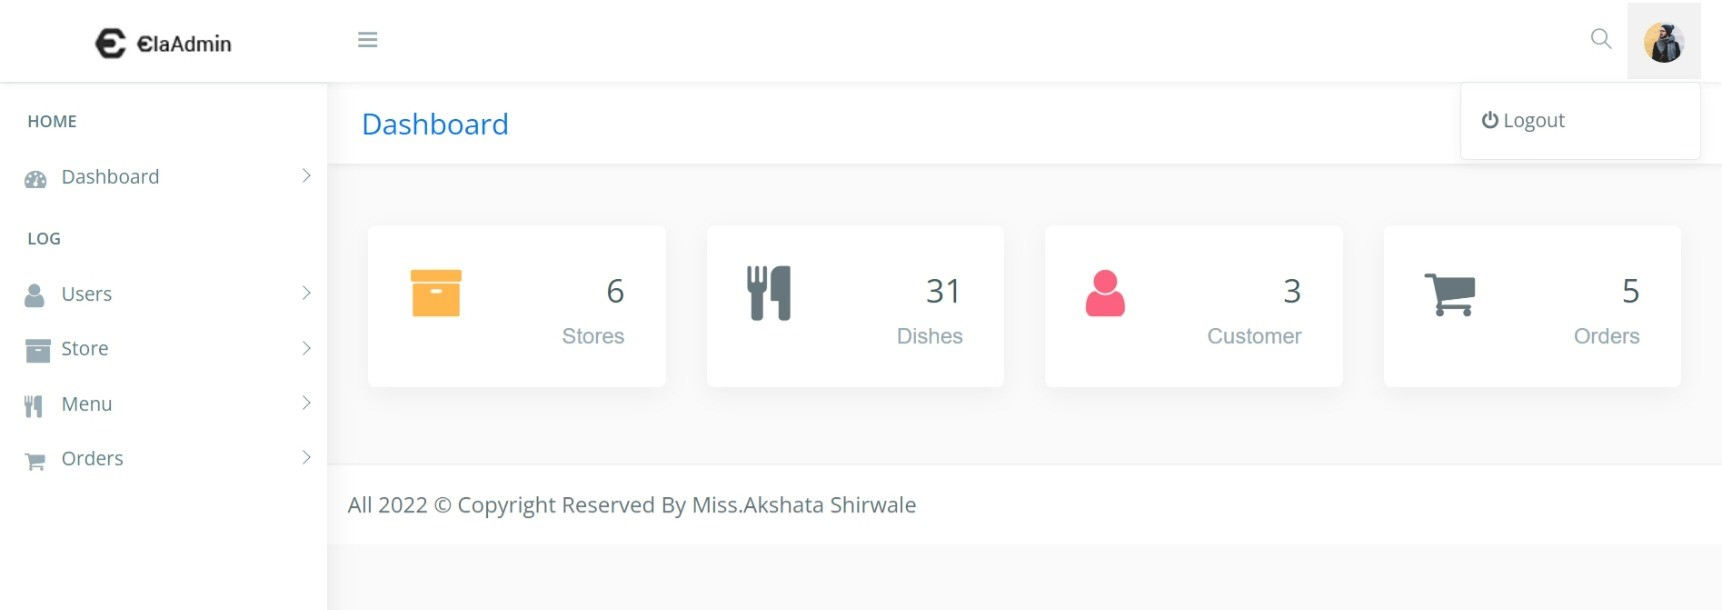 ElaAdmin
Logout
HOME
Dashboard
LOG
Users
Store
Menu
Orders
Dashboard
6
Stores
31
Dishes
3
Customer
5
Orders
All 2022 © Copyright Reserved By Miss.Akshata Shirwale